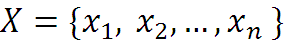 X = {x₁, x₂, …, xₙ }